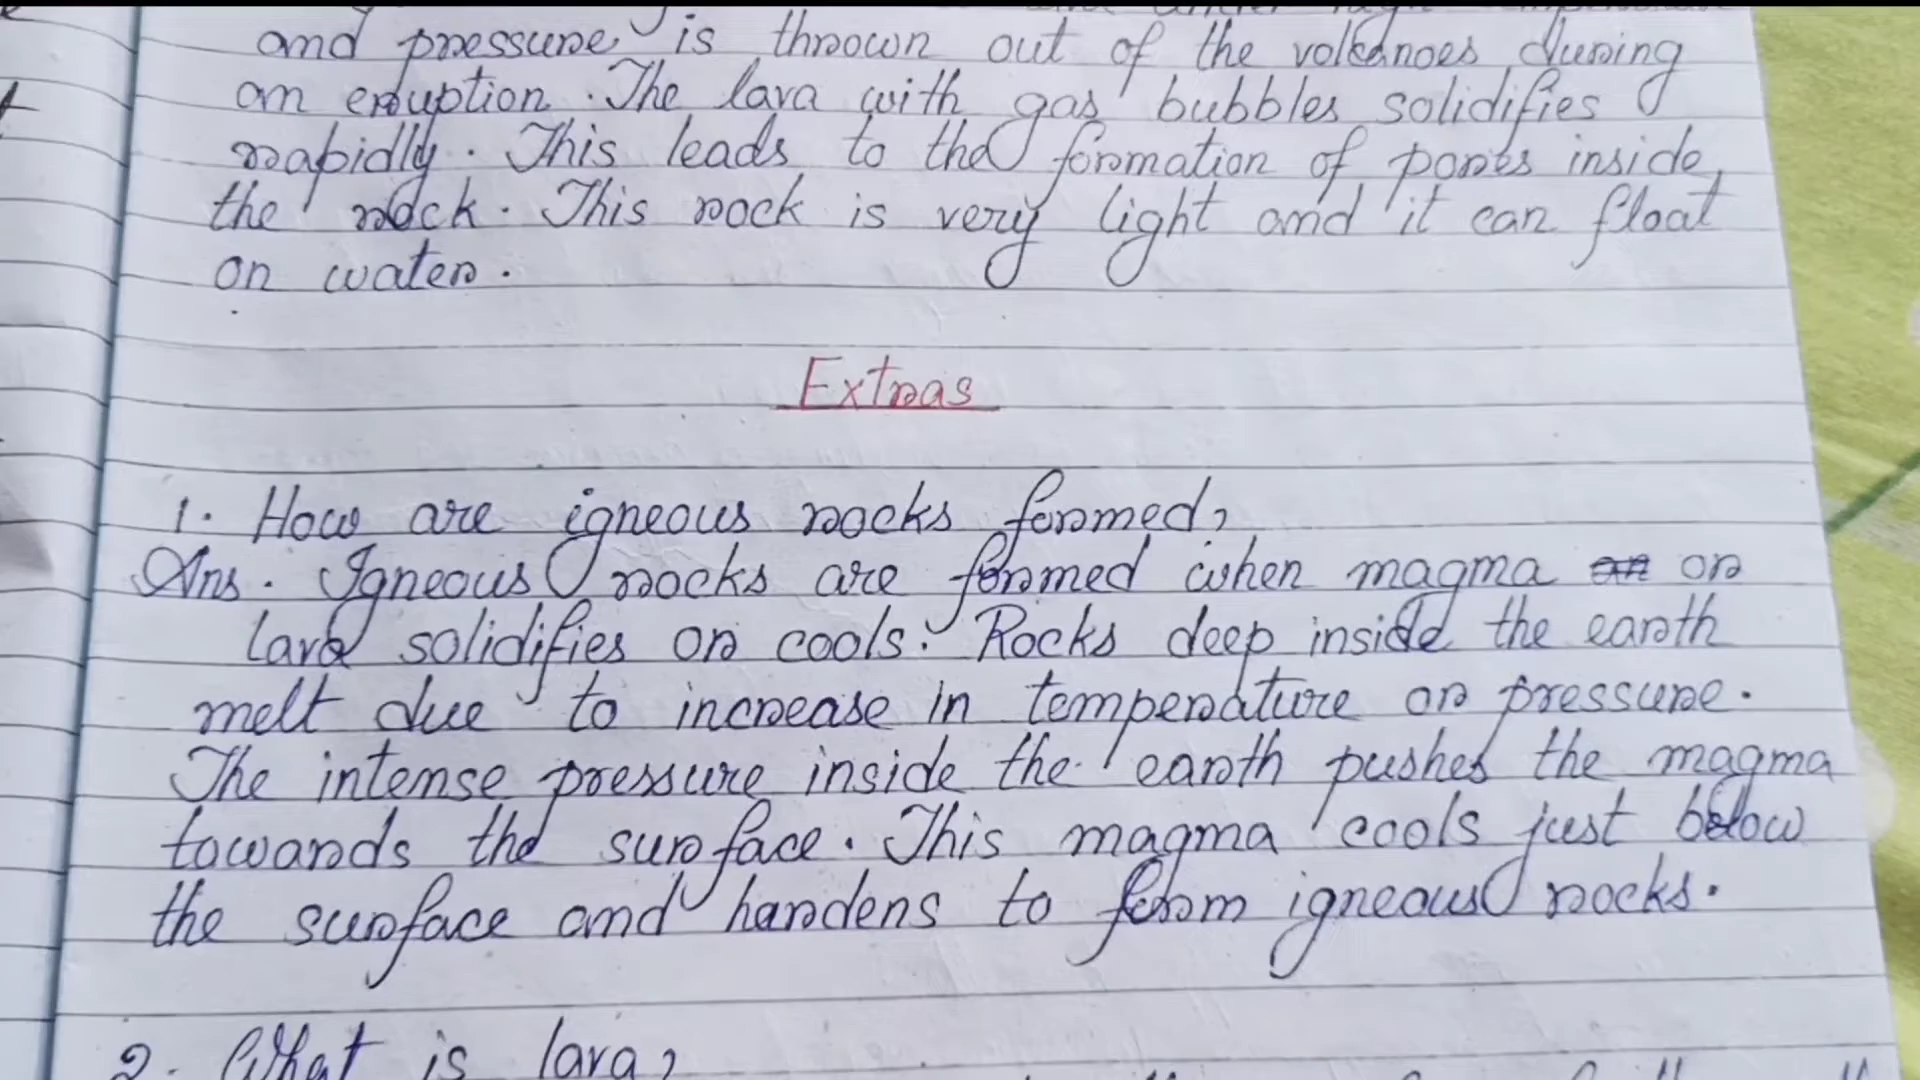 and pressure is thrown out of the volcanoes during
an eruption. The lava with gas bubbles solidifies
rapidly. This leads to the formation of pores inside
the rock. This rock is very light and it can float
on water.
Extras
1. How are igneous rocks formed?
Ans. Igneous rocks are formed when magma or
lava solidifies or cools. Rocks deep inside the earth
melt due to increase in temperature or pressure.
The intense pressure inside the earth pushes the magma
towards the surface. This magma cools just below
the surface and hardens to form igneous rocks.
2. What is lava?